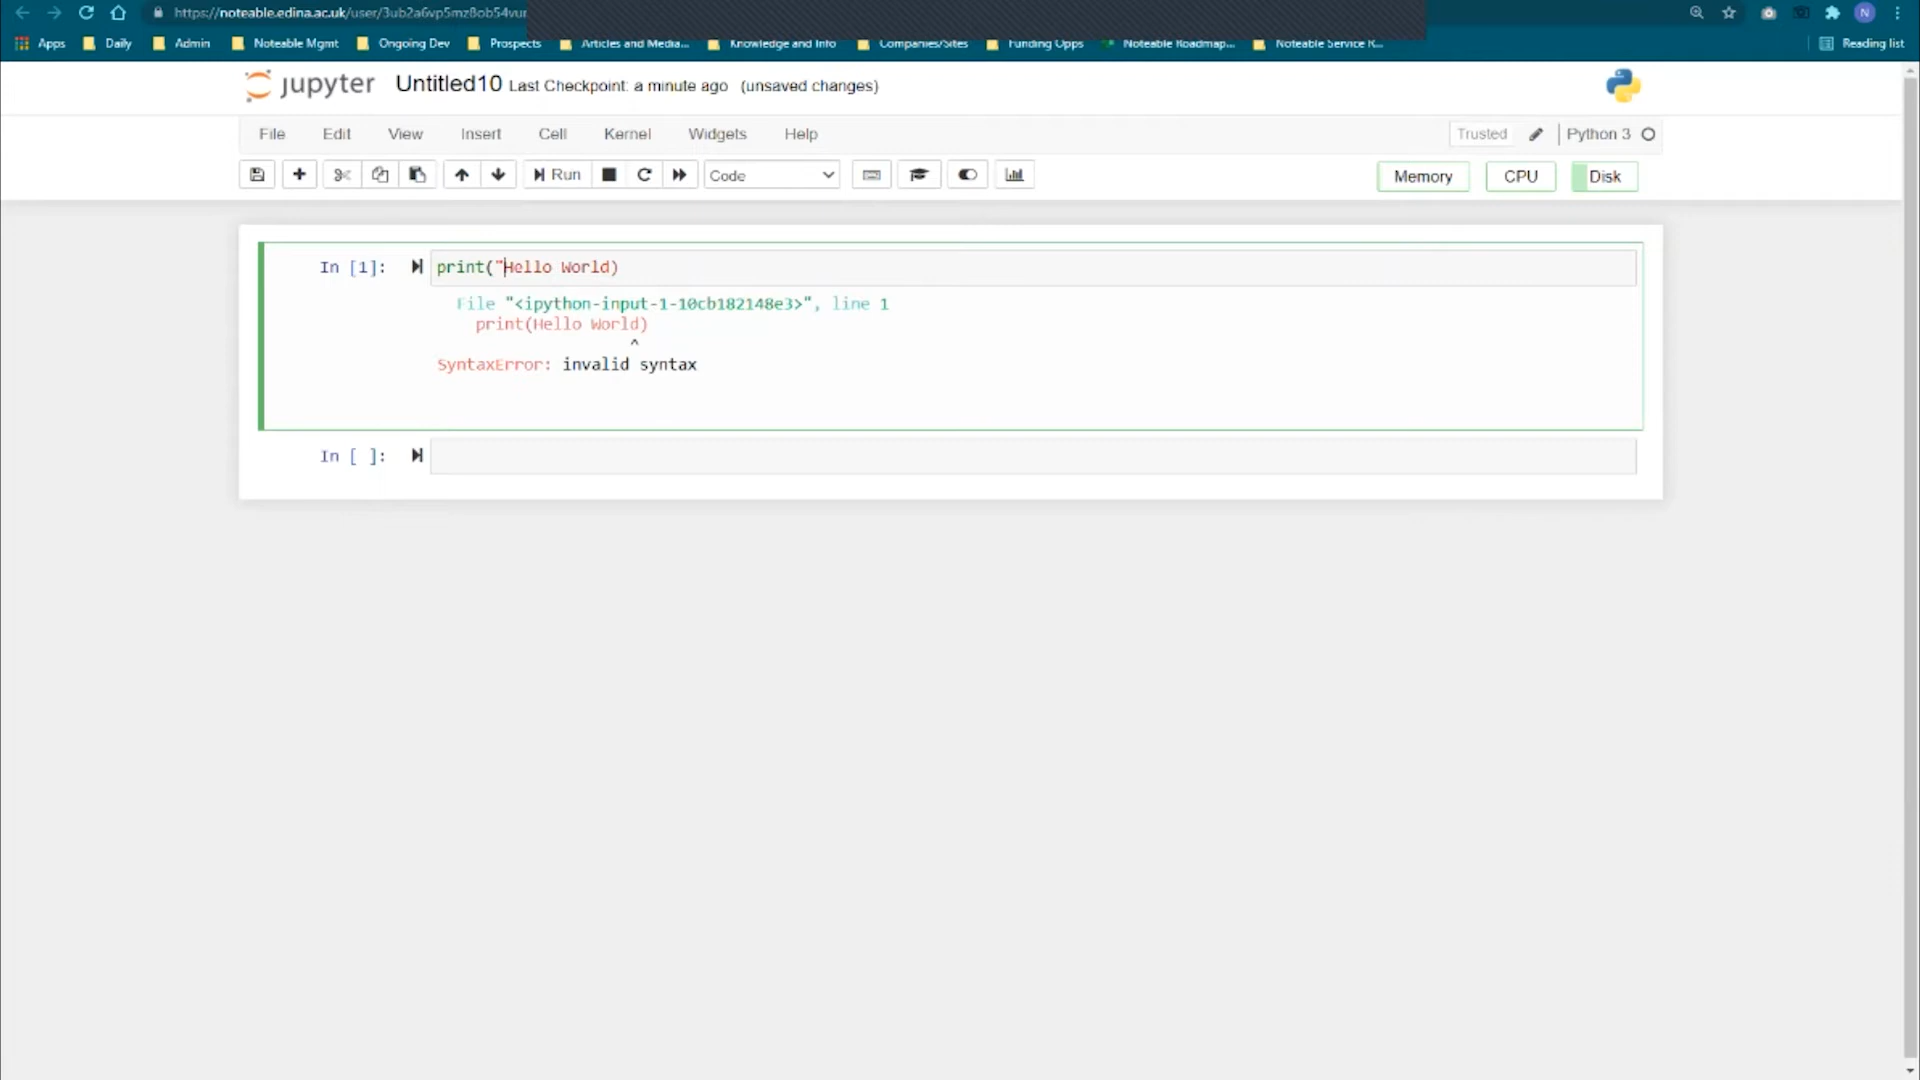 https://noteable.edina.ac.uk/user/3ub2a6vp5mz8ob54vur
N
Apps Daily Admin Noteable Mgmt Ongoing Dev Prospects Articles and Media... Knowledge and Info Companies/Sites Funding Opps Noteable Roadmap... Noteable Service R... Reading list
jupyter Untitled10 Last Checkpoint: a minute ago (unsaved changes)
File Edit View Insert Cell Kernel Widgets Help Trusted Python 3
Run Code Memory CPU Disk
In [1]: print("Hello World)
File "<ipython-input-1-10cb182148e3>", line 1
print(Hello World)
^
SyntaxError: invalid syntax
In [ ]: